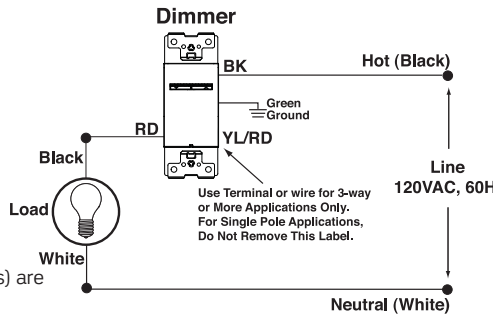 Dimmer
BK
Hot (Black)
Green
Ground
RD
YL/RD
Black
Line
120VAC, 60H
Use Terminal or wire for 3-way
or More Applications Only.
For Single Pole Applications,
Do Not Remove This Label.
Load
White
s) are
Neutral (White)